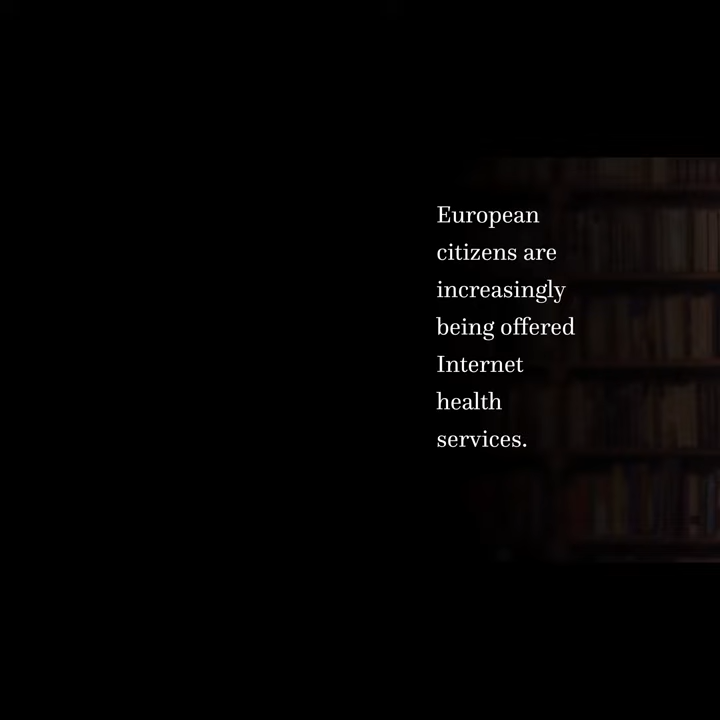 European
citizens are
increasingly
being offered
Internet
health
services.